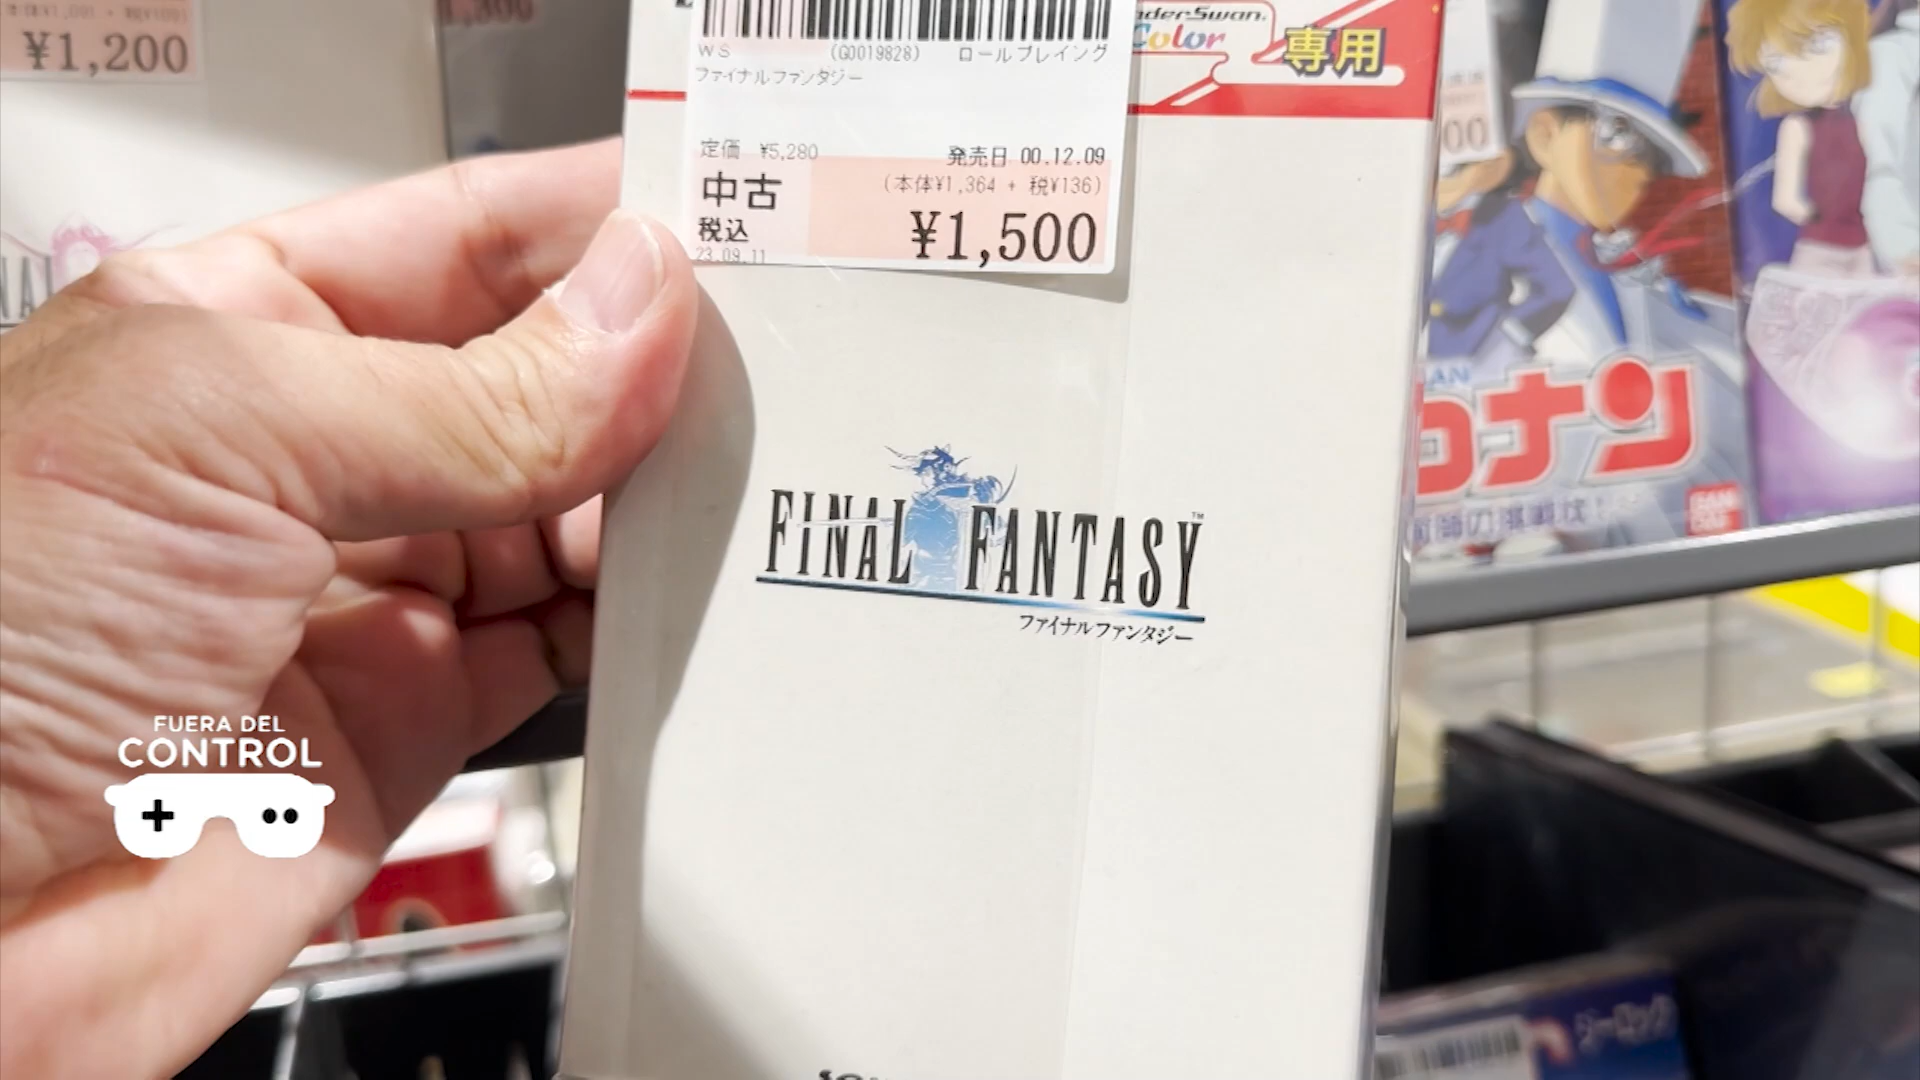 ¥1,200
1,300
WS (G0019828) ロールプレイング
ファイナルファンタジー
定価 ¥5,280 発売日 00.12.09
中古 (本体¥1,364 + 税¥136)
税込 ¥1,500
23.09.11
Color 専用
FINAL FANTASY™
ファイナルファンタジー
コナン
FUERA DEL
CONTROL